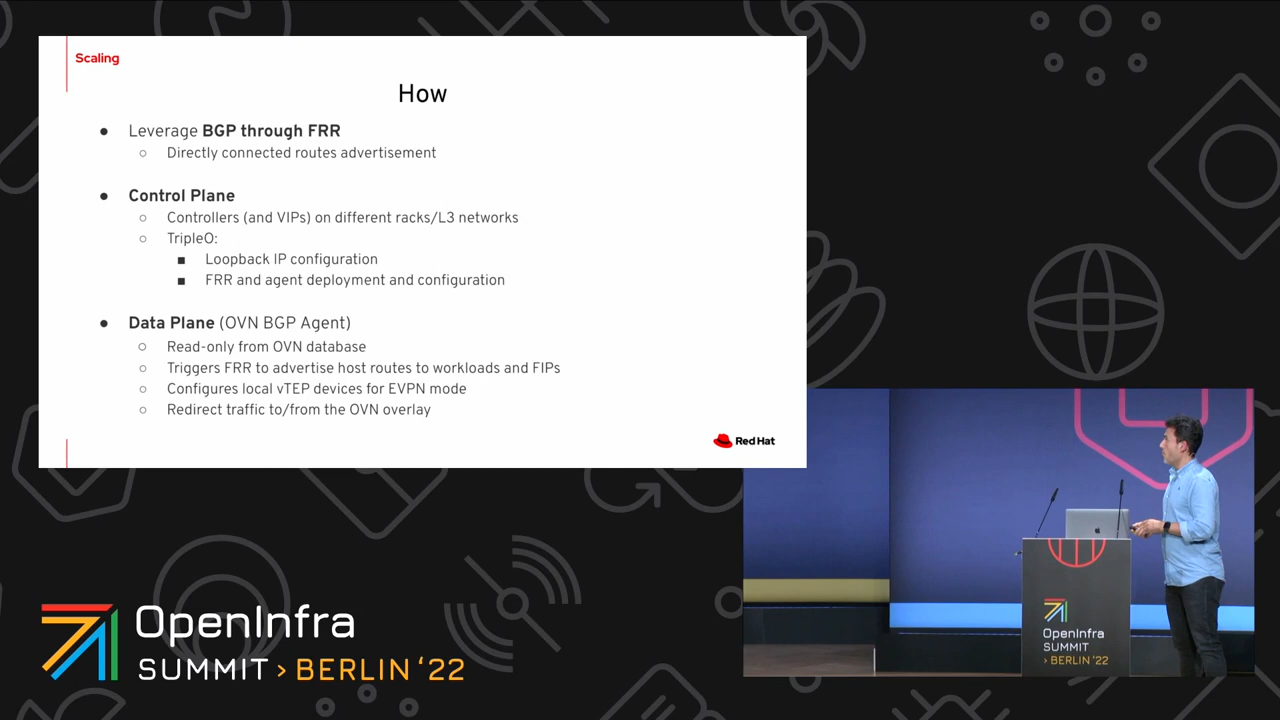 Scaling
How
● Leverage BGP through FRR
○ Directly connected routes advertisement
● Control Plane
○ Controllers (and VIPs) on different racks/L3 networks
○ TripleO:
■ Loopback IP configuration
■ FRR and agent deployment and configuration
● Data Plane (OVN BGP Agent)
○ Read-only from OVN database
○ Triggers FRR to advertise host routes to workloads and FIPs
○ Configures local vTEP devices for EVPN mode
○ Redirect traffic to/from the OVN overlay
Red Hat
OpenInfra
SUMMIT › BERLIN ‘22
OpenInfra
SUMMIT
› BERLIN ‘22